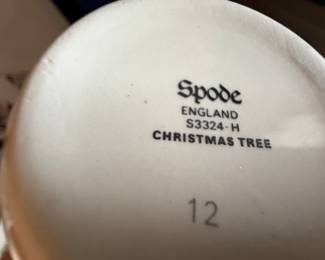 Spode
ENGLAND
S3324-H
CHRISTMAS TREE
12